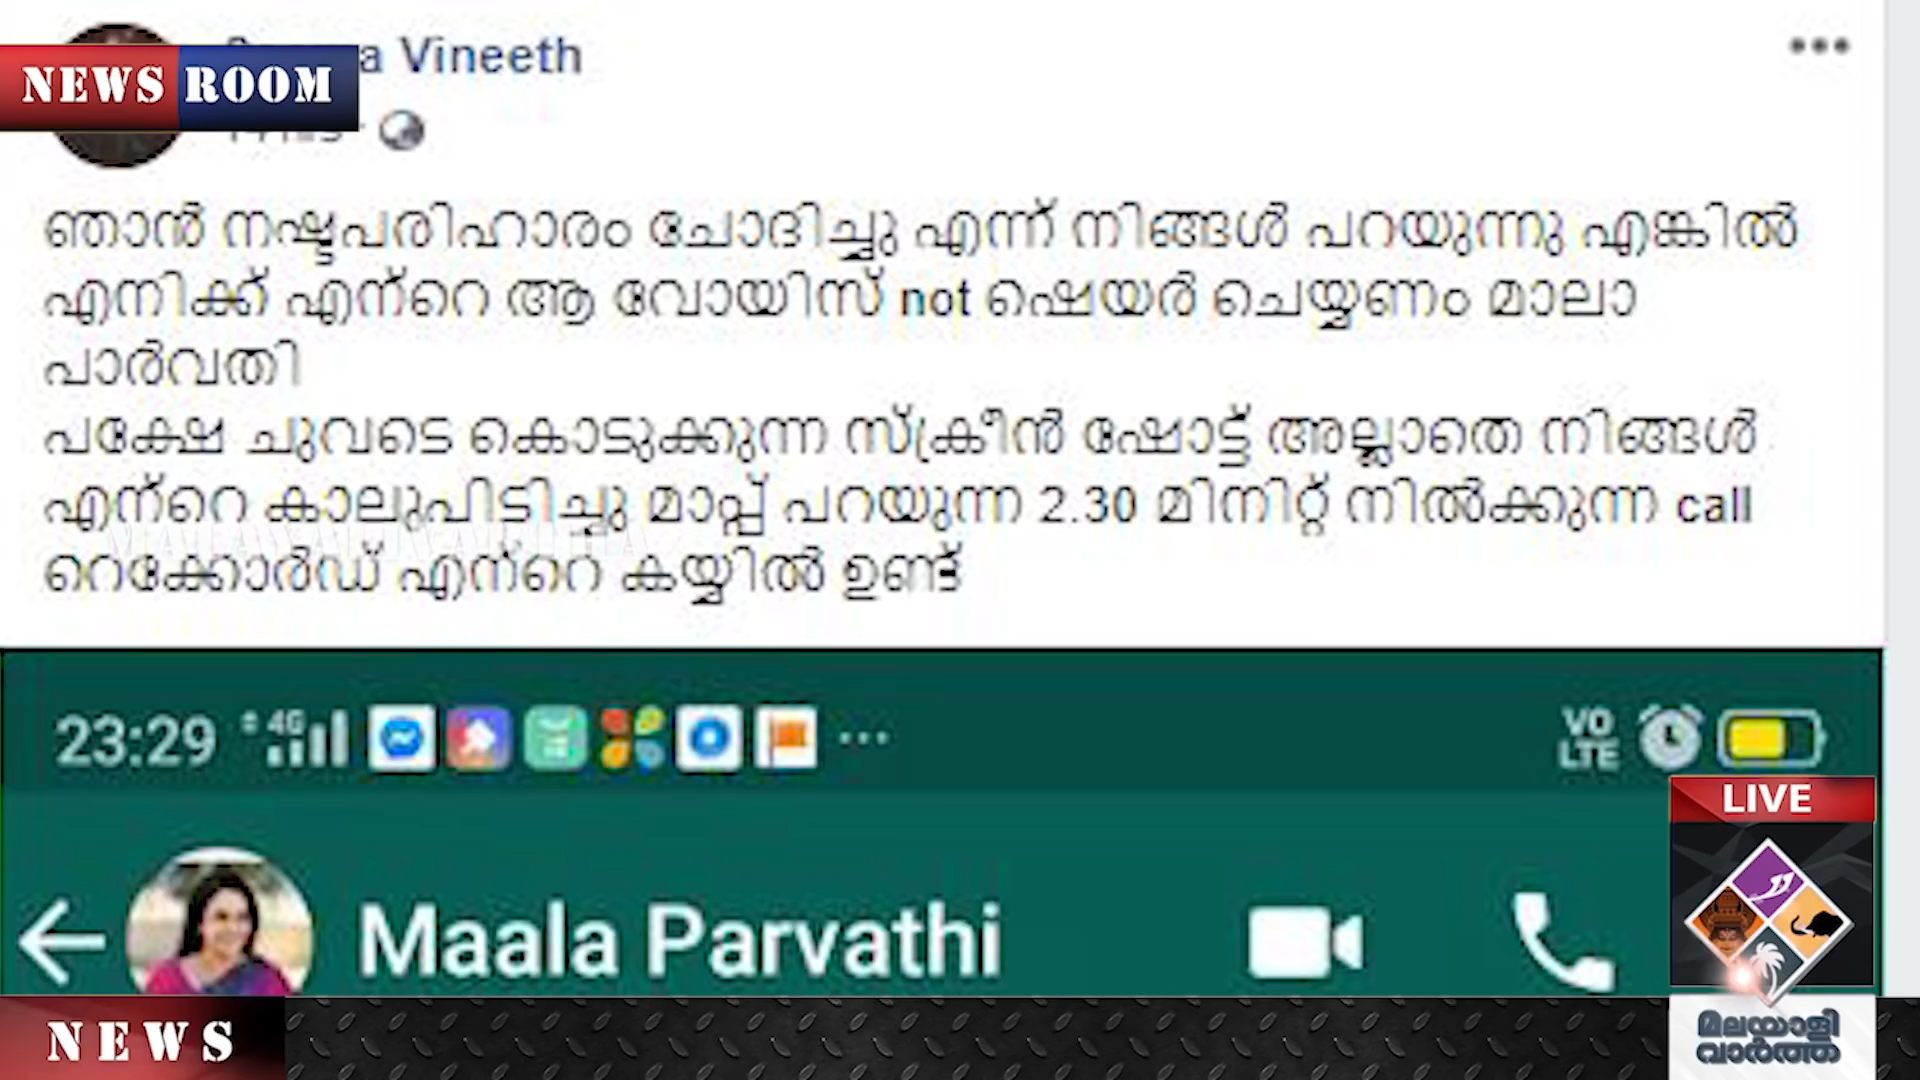 NEWS ROOM
Vineeth
ഞാൻ നഷ്ടപരിഹാരം ചോദിച്ചു എന്ന് നിങ്ങൾ പറയുന്നു എങ്കിൽ
എനിക്ക് എന്റെ ആ വോയിസ് not ഷെയർ ചെയ്യണം മാലാ
പാർവതി
പക്ഷേ ചുവടെ കൊടുക്കുന്ന സ്ക്രീൻ ഷോട്ട് അല്ലാതെ നിങ്ങൾ
എന്റെ കാലുപിടിച്ചു മാപ്പ് പറയുന്ന 2.30 മിനിറ്റ് നിൽക്കുന്ന call
റെക്കോർഡ് എന്റെ കയ്യിൽ ഉണ്ട്
23:29 4G VO LTE
LIVE
Maala Parvathi
NEWS
മലയാളി
വാർത്ത